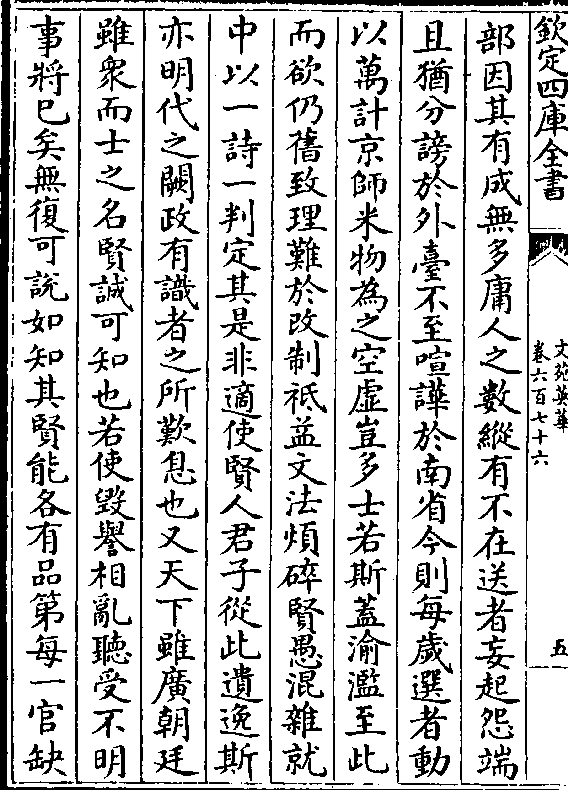 欽定四庫全書
文苑英華
卷六百七十六
五
部因其有成無多庸人之數縱有不在送者妄起怨端
且猶分謗於外臺不至喧譁於南省今則每歲選者動
以萬計京師米物為之空虛豈多士若斯蓋渝濫至此
而欲仍舊致理難於改制祇益文法煩碎賢愚混雜就
中以一詩一判定其是非適使賢人君子從此遺逸斯
亦明代之闕政有識者之所歎息也又天下雖廣朝廷
雖衆而士之名賢誠可知也若使毀譽相亂聽受不明
事將已矣無復可說如知其賢能各有品第每一官缺